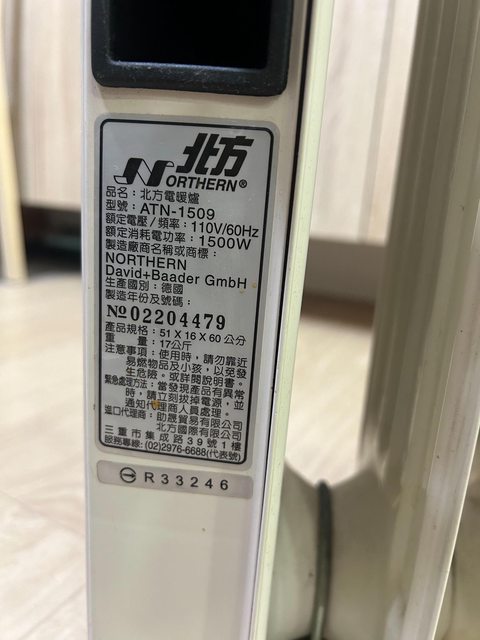 北方
NORTHERN®
品名：北方電暖爐
型號：ATN-1509
額定電壓／頻率：110V/60Hz
額定消耗電功率：1500W
製造廠商名稱或商標：
NORTHERN
David+Baader GmbH
生產國別：德國
製造年份及號碼：
№02204479
產品規格：51 X 16 X 60 公分
重　　量：17公斤
注意事項：使用時，請勿靠近
易燃物品及小孩，以免發
生危險。或詳閱說明書。
緊急處理方法：當發現產品有異常
時，請立刻拔掉電源，並
通知代理商人員處理。
進口代理商：助晟貿易有限公司
北方國際有限公司
三重市集成路39號1樓
服務專線：(02)2976-6688(代表號)
R33246